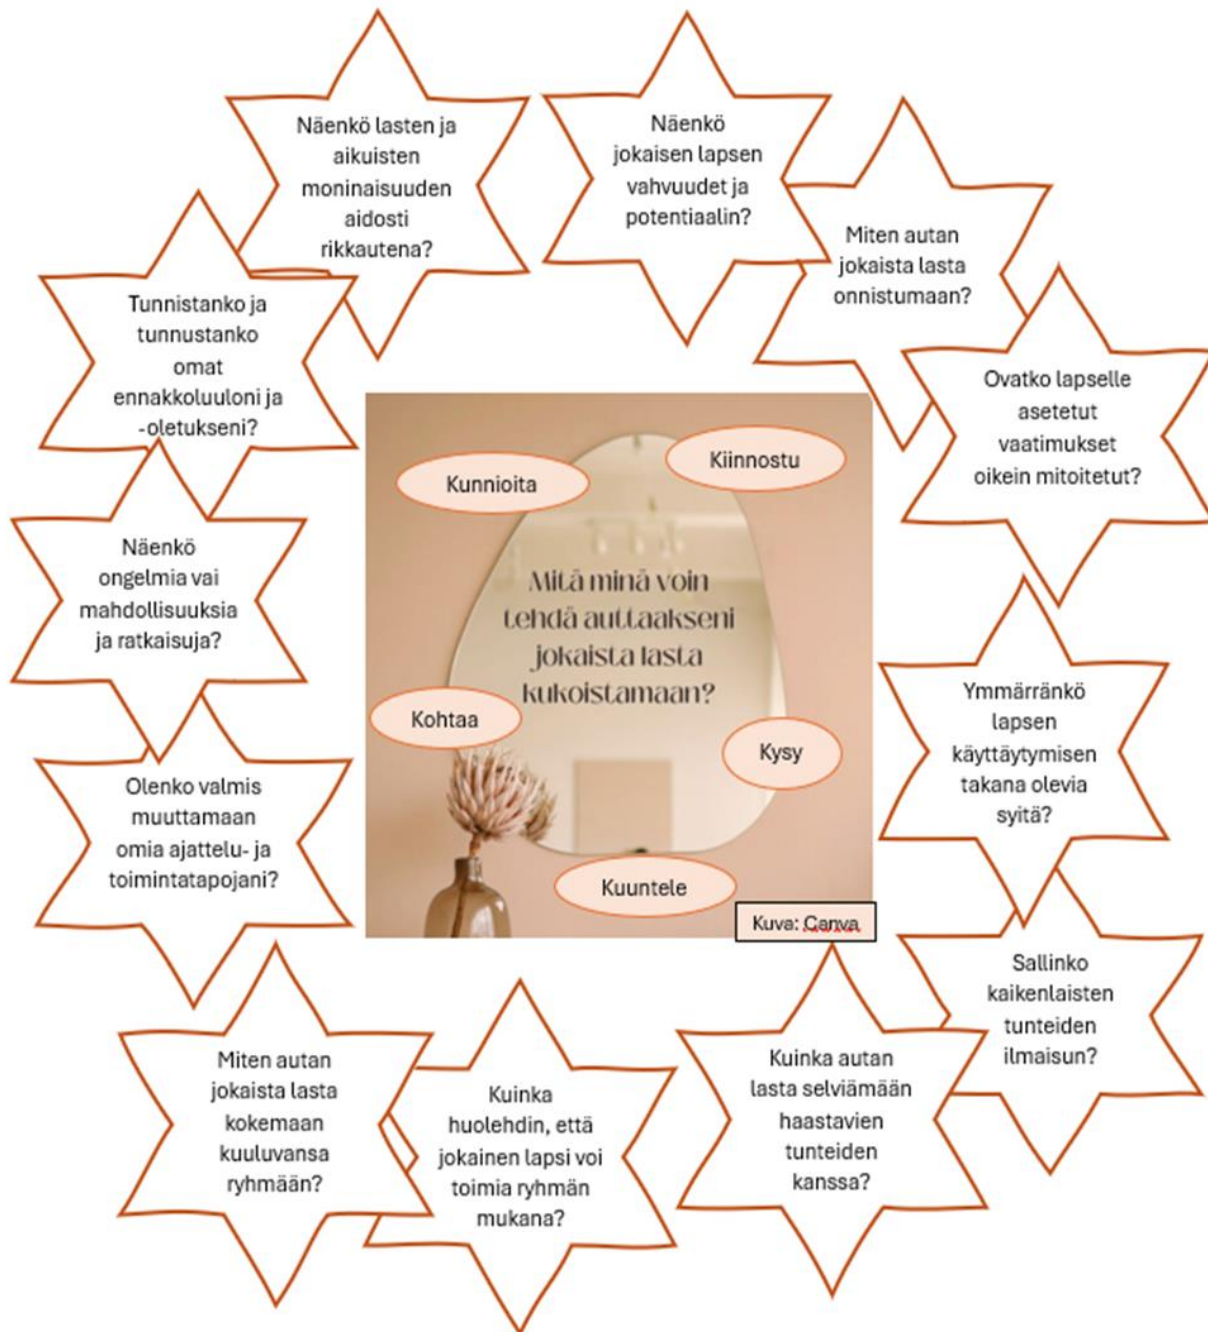 Näenkö lasten ja
aikuisten
moninaisuuden
aidosti
rikkautena?
Näenkö
jokaisen lapsen
vahvuudet ja
potentiaalin?
Miten autan
jokaista lasta
onnistumaan?
Ovatko lapselle
asetetut
vaatimukset
oikein mitoitetut?
Ymmärränkö
lapsen
käyttäytymisen
takana olevia
syitä?
Sallinko
kaikenlaisten
tunteiden
ilmaisun?
Kuinka autan
lasta selviämään
haastavien
tunteiden
kanssa?
Kuinka
huolehdin, että
jokainen lapsi voi
toimia ryhmän
mukana?
Miten autan
jokaista lasta
kokemaan
kuuluvansa
ryhmään?
Olenko valmis
muuttamaan
omia ajattelu- ja
toimintatapojani?
Näenkö
ongelmia vai
mahdollisuuksia
ja ratkaisuja?
Tunnistanko ja
tunnustanko
omat
ennakkoluuloni ja
-oletukseni?
Kunnioita
Kiinnostu
Mitä minä voin
tehdä auttaakseni
jokaista lasta
kukoistamaan?
Kohtaa
Kysy
Kuuntele
Kuva: Canva